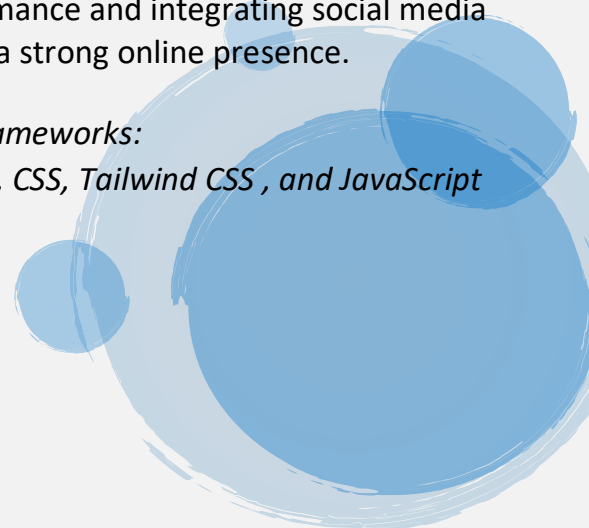 mance and integrating social media
a strong online presence.
ameworks:
, CSS, Tailwind CSS , and JavaScript